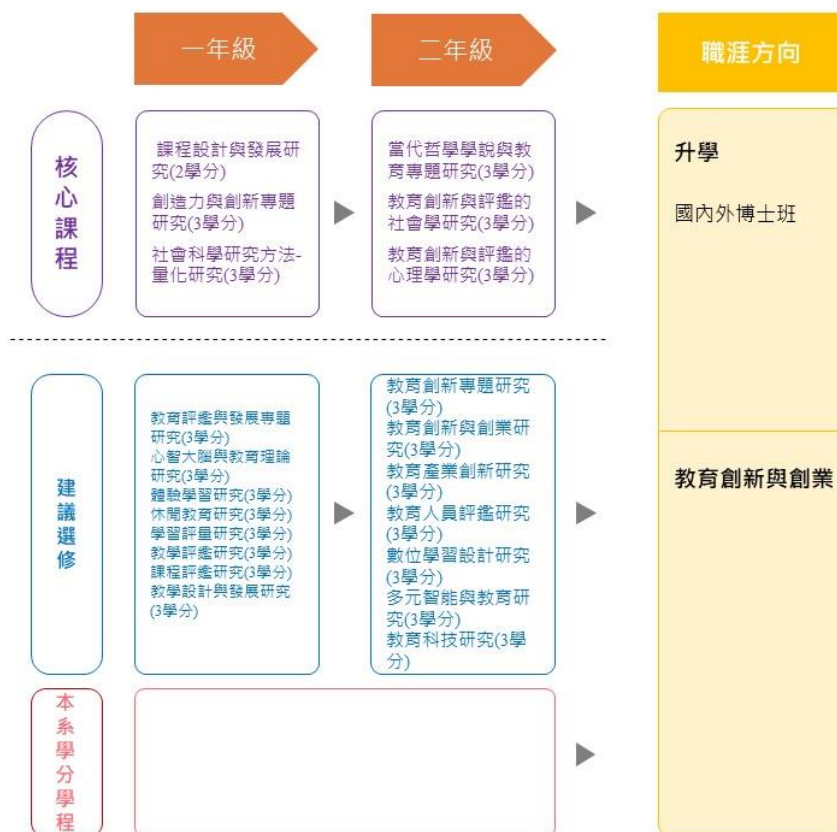 一年級
二年級
職涯方向
核心課程
課程設計與發展研
究(2學分)
創造力與創新專題
研究(3學分)
社會科學研究方法-
量化研究(3學分)
當代哲學學說與教
育專題研究(3學分)
教育創新與評鑑的
社會學研究(3學分)
教育創新與評鑑的
心理學研究(3學分)
升學
國內外博士班
建議選修
教育評鑑與發展專題
研究(3學分)
心智大腦與教育理論
研究(3學分)
體驗學習研究(3學分)
休閒教育研究(3學分)
學習評量研究(3學分)
教學評鑑研究(3學分)
課程評鑑研究(3學分)
教學設計與發展研究
(3學分)
教育創新專題研究
(3學分)
教育創新與創業研
究(3學分)
教育產業創新研究
(3學分)
教育人員評鑑研究
(3學分)
數位學習設計研究
(3學分)
多元智能與教育研
究(3學分)
教育科技研究(3學
分)
教育創新與創業
本系學分學程